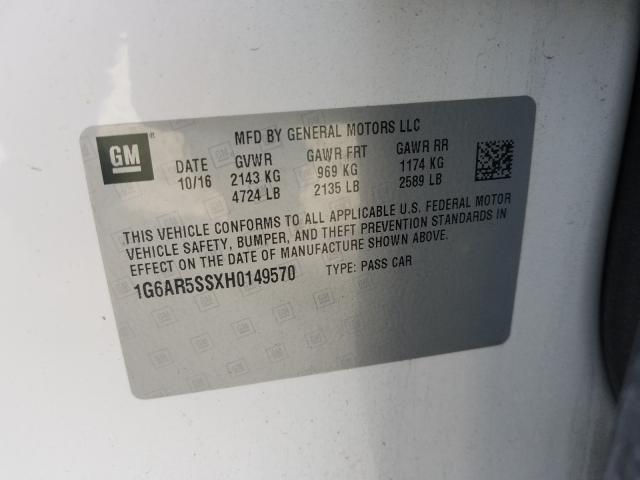 MFD BY GENERAL MOTORS LLC
GM
DATE GVWR GAWR FRT GAWR RR
10/16 2143 KG 969 KG 1174 KG
4724 LB 2135 LB 2589 LB
THIS VEHICLE CONFORMS TO ALL APPLICABLE U.S. FEDERAL MOTOR
VEHICLE SAFETY, BUMPER, AND THEFT PREVENTION STANDARDS IN
EFFECT ON THE DATE OF MANUFACTURE SHOWN ABOVE.
1G6AR5SSXH0149570 TYPE: PASS CAR